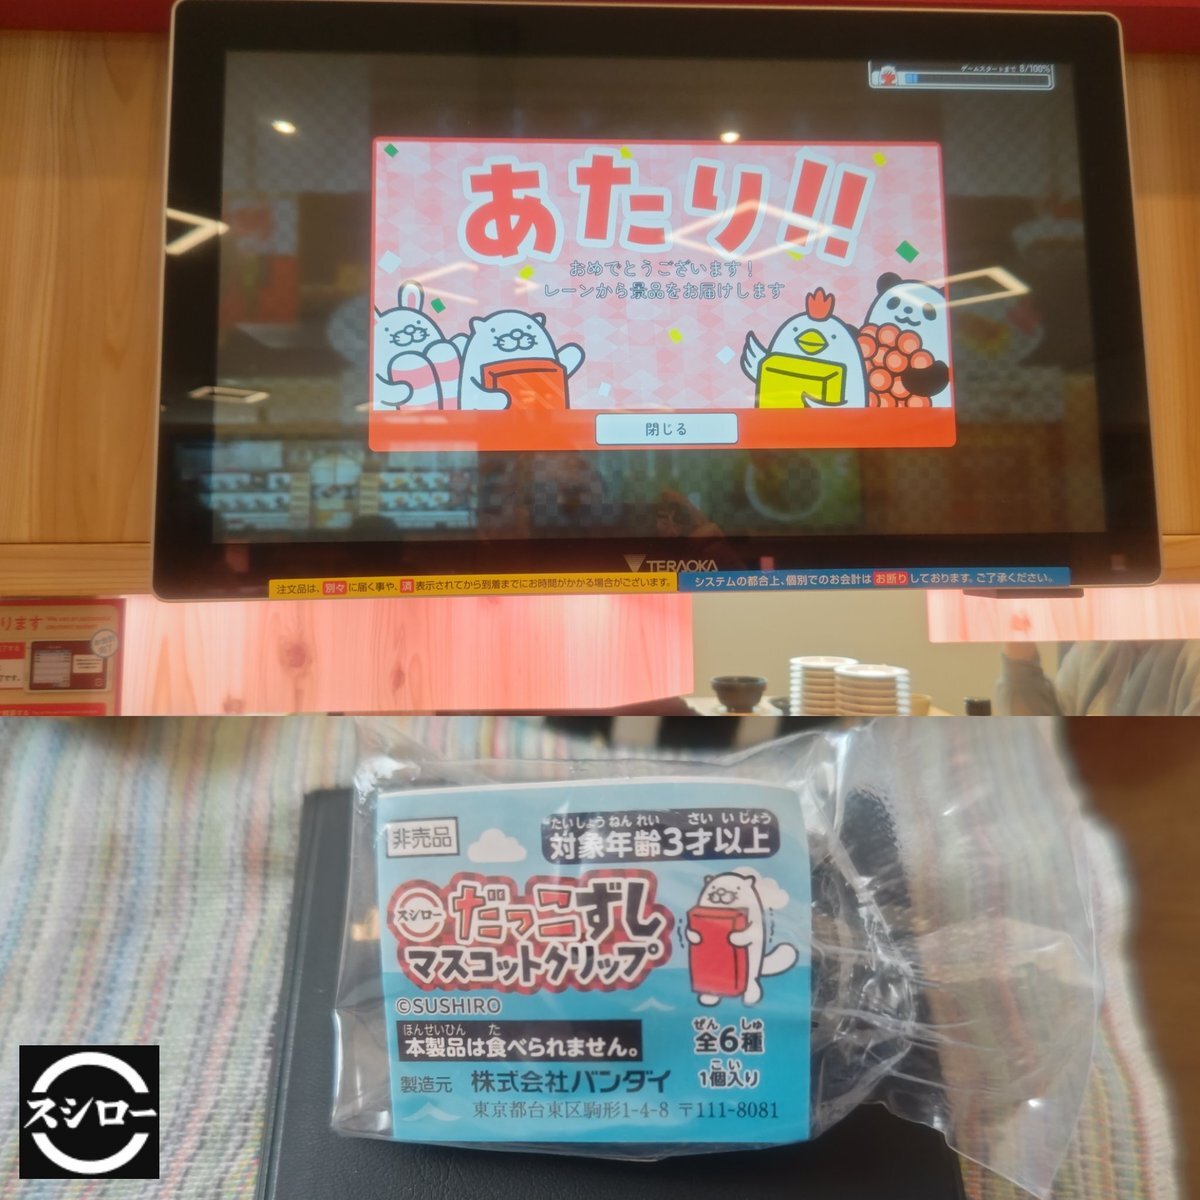 ゲームスタートまで 8/100%
あたり!!
おめでとうございます！
レーンから景品をお届けします
閉じる
TERAOKA
注文品は、別々に届く事や、済表示されてから到着までにお時間がかかる場合がございます。
システムの都合上、個別でのお会計はお断りしております。ご了承ください。
ります
非売品
たいしょうねんれい さいいじょう
対象年齢3才以上
スシロー
だっこずし
マスコットクリップ
©SUSHIRO
ほんせいひん た
本製品は食べられません。
ぜん しゅ
全6種
こい
1個入り
製造元 株式会社バンダイ
東京都台東区駒形1-4-8 〒111-8081
スシロー